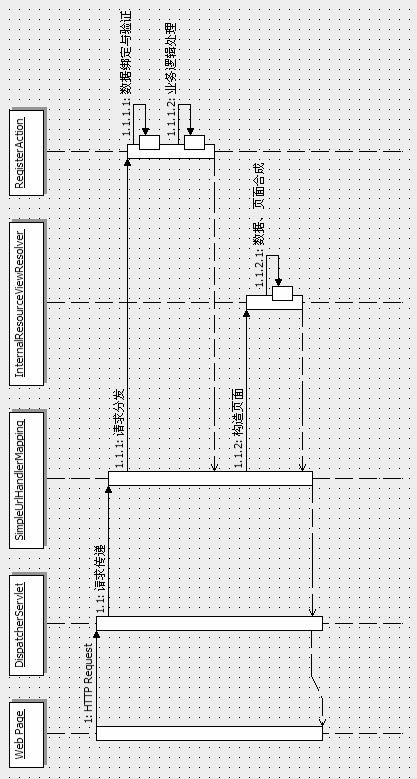 Web Page
DispatcherServlet
SimpleUrlHandlerMapping
InternalResourceViewResolver
RegisterAction
1: HTTP Request
1.1: 请求传递
1.1.1: 请求分发
1.1.1.1: 数据绑定与验证
1.1.1.2: 业务逻辑处理
1.1.2: 构造页面
1.1.2.1: 数据、页面合成